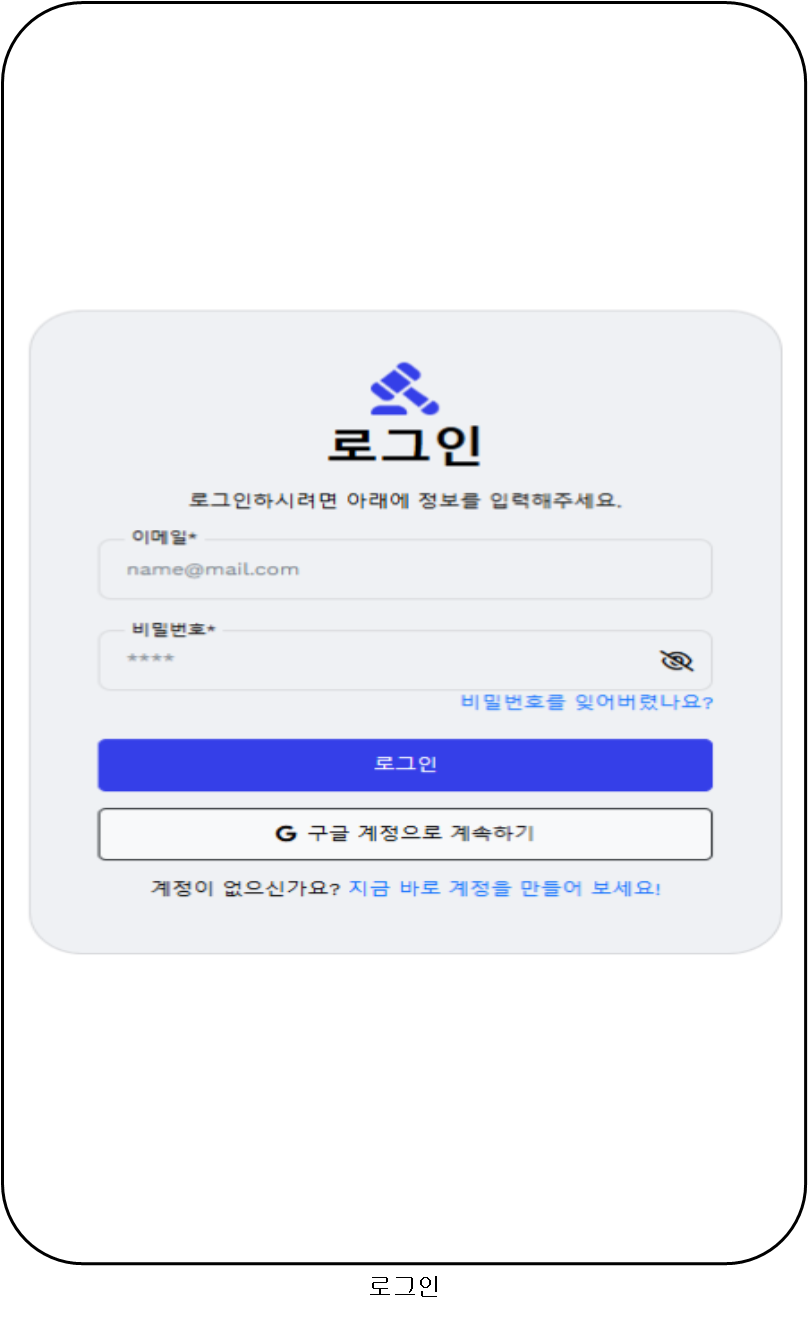 로그인
로그인하시려면 아래에 정보를 입력해주세요.
이메일*
name@mail.com
비밀번호*
****
비밀번호를 잊어버렸나요?
로그인
G 구글 계정으로 계속하기
계정이 없으신가요? 지금 바로 계정을 만들어 보세요!
로그인